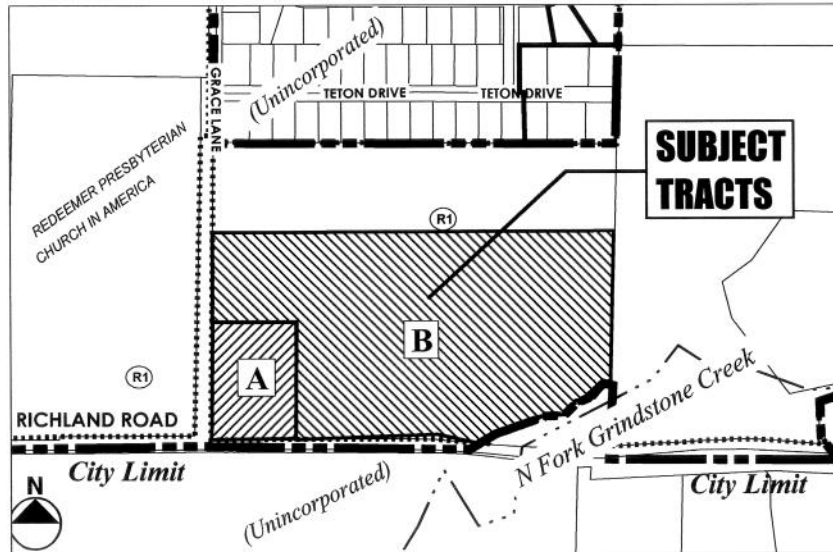 (Unincorporated)
GRACE LANE
TETON DRIVE
TETON DRIVE
SUBJECT
TRACTS
REDEEMER PRESBYTERIAN
CHURCH IN AMERICA
R1
B
A
R1
RICHLAND ROAD
N Fork Grindstone Creek
City Limit
City Limit
(Unincorporated)
N